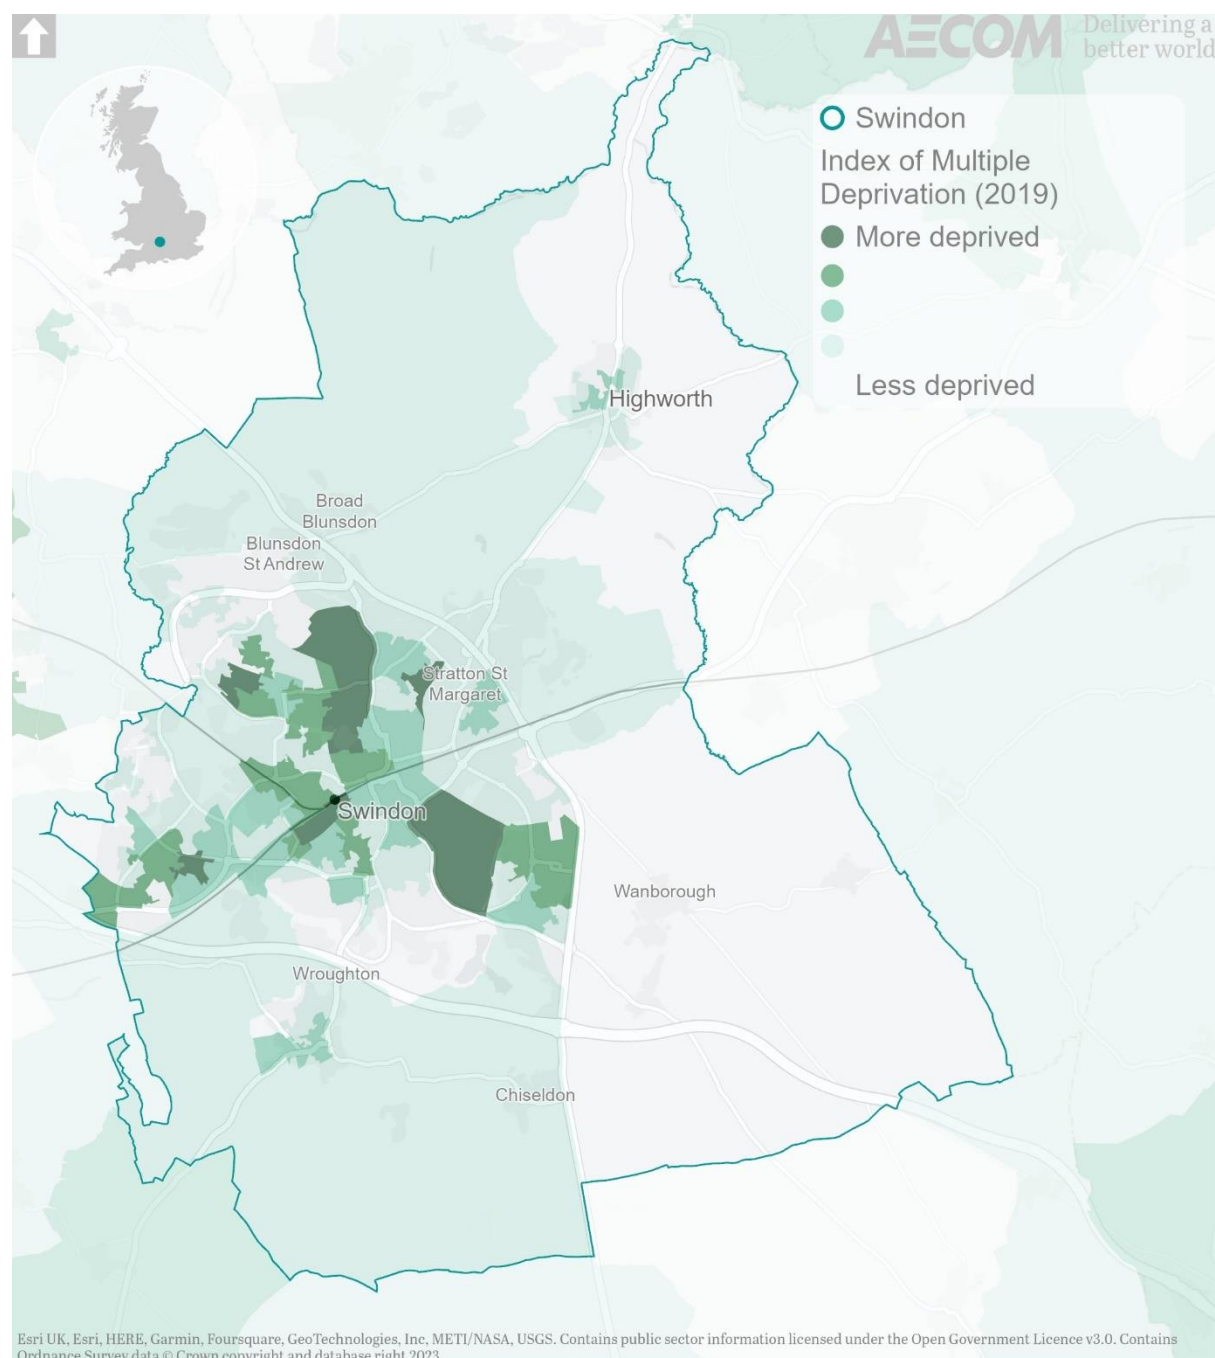 AECOM
Delivering a
better world
Swindon
Index of Multiple
Deprivation (2019)
More deprived
Less deprived
Highworth
Broad
Blunsdon
Blunsdon
St Andrew
Stratton St
Margaret
Swindon
Wanborough
Wroughton
Chiseldon
Esri UK, Esri, HERE, Garmin, Foursquare, GeoTechnologies, Inc, METI/NASA, USGS. Contains public sector information licensed under the Open Government Licence v3.0. Contains
Ordnance Survey data © Crown copyright and database right 2023